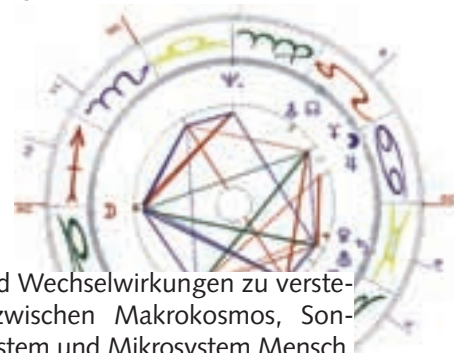 d Wechselwirkungen zu verste-
zwischen Makrokosmos, Son-
stem und Mikrosystem Mensch